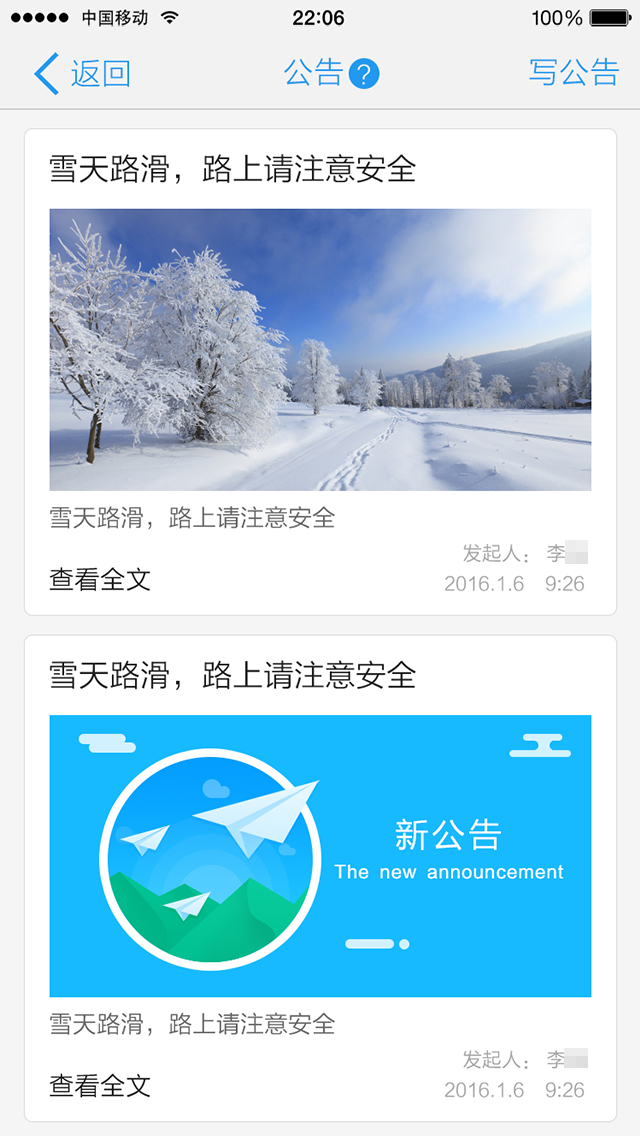 中国移动 22:06 100%
返回 公告? 写公告
雪天路滑，路上请注意安全
雪天路滑，路上请注意安全
发起人：李
查看全文 2016.1.6 9:26
雪天路滑，路上请注意安全
新公告
The new announcement
雪天路滑，路上请注意安全
发起人：李
查看全文 2016.1.6 9:26